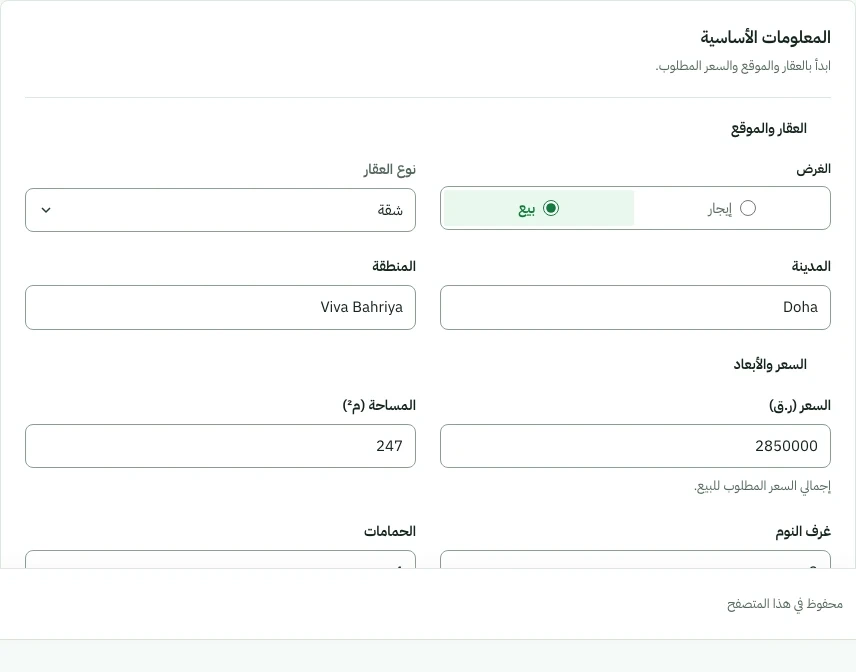 المعلومات الأساسية
ابدأ بالعقار والموقع والسعر المطلوب.
العقار والموقع
الغرض
نوع العقار
إيجار
بيع
شقة
المدينة
المنطقة
Doha
Viva Bahriya
السعر والأبعاد
السعر (ر.ق)
المساحة (م²)
2850000
247
إجمالي السعر المطلوب للبيع.
غرف النوم
الحمامات
محفوظ في هذا المتصفح